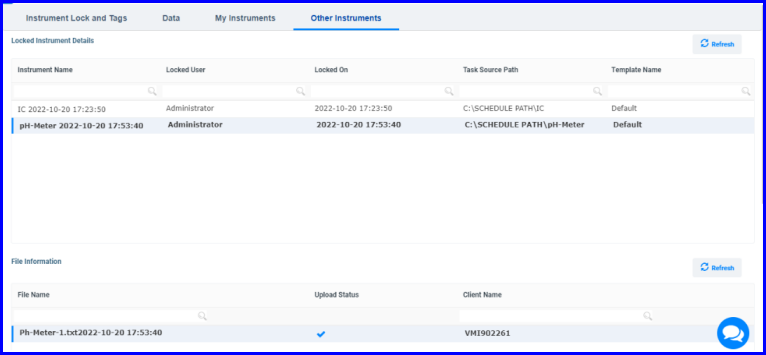 Instrument Lock and Tags Data My Instruments Other Instruments
Locked Instrument Details
Refresh
Instrument Name Locked User Locked On Task Source Path Template Name
IC 2022-10-20 17:23:50 Administrator 2022-10-20 17:23:50 C:\SCHEDULE PATH\IC Default
pH-Meter 2022-10-20 17:53:40 Administrator 2022-10-20 17:53:40 C:\SCHEDULE PATH\pH-Meter Default
File Information
Refresh
File Name Upload Status Client Name
Ph-Meter-1.txt2022-10-20 17:53:40 VMI902261